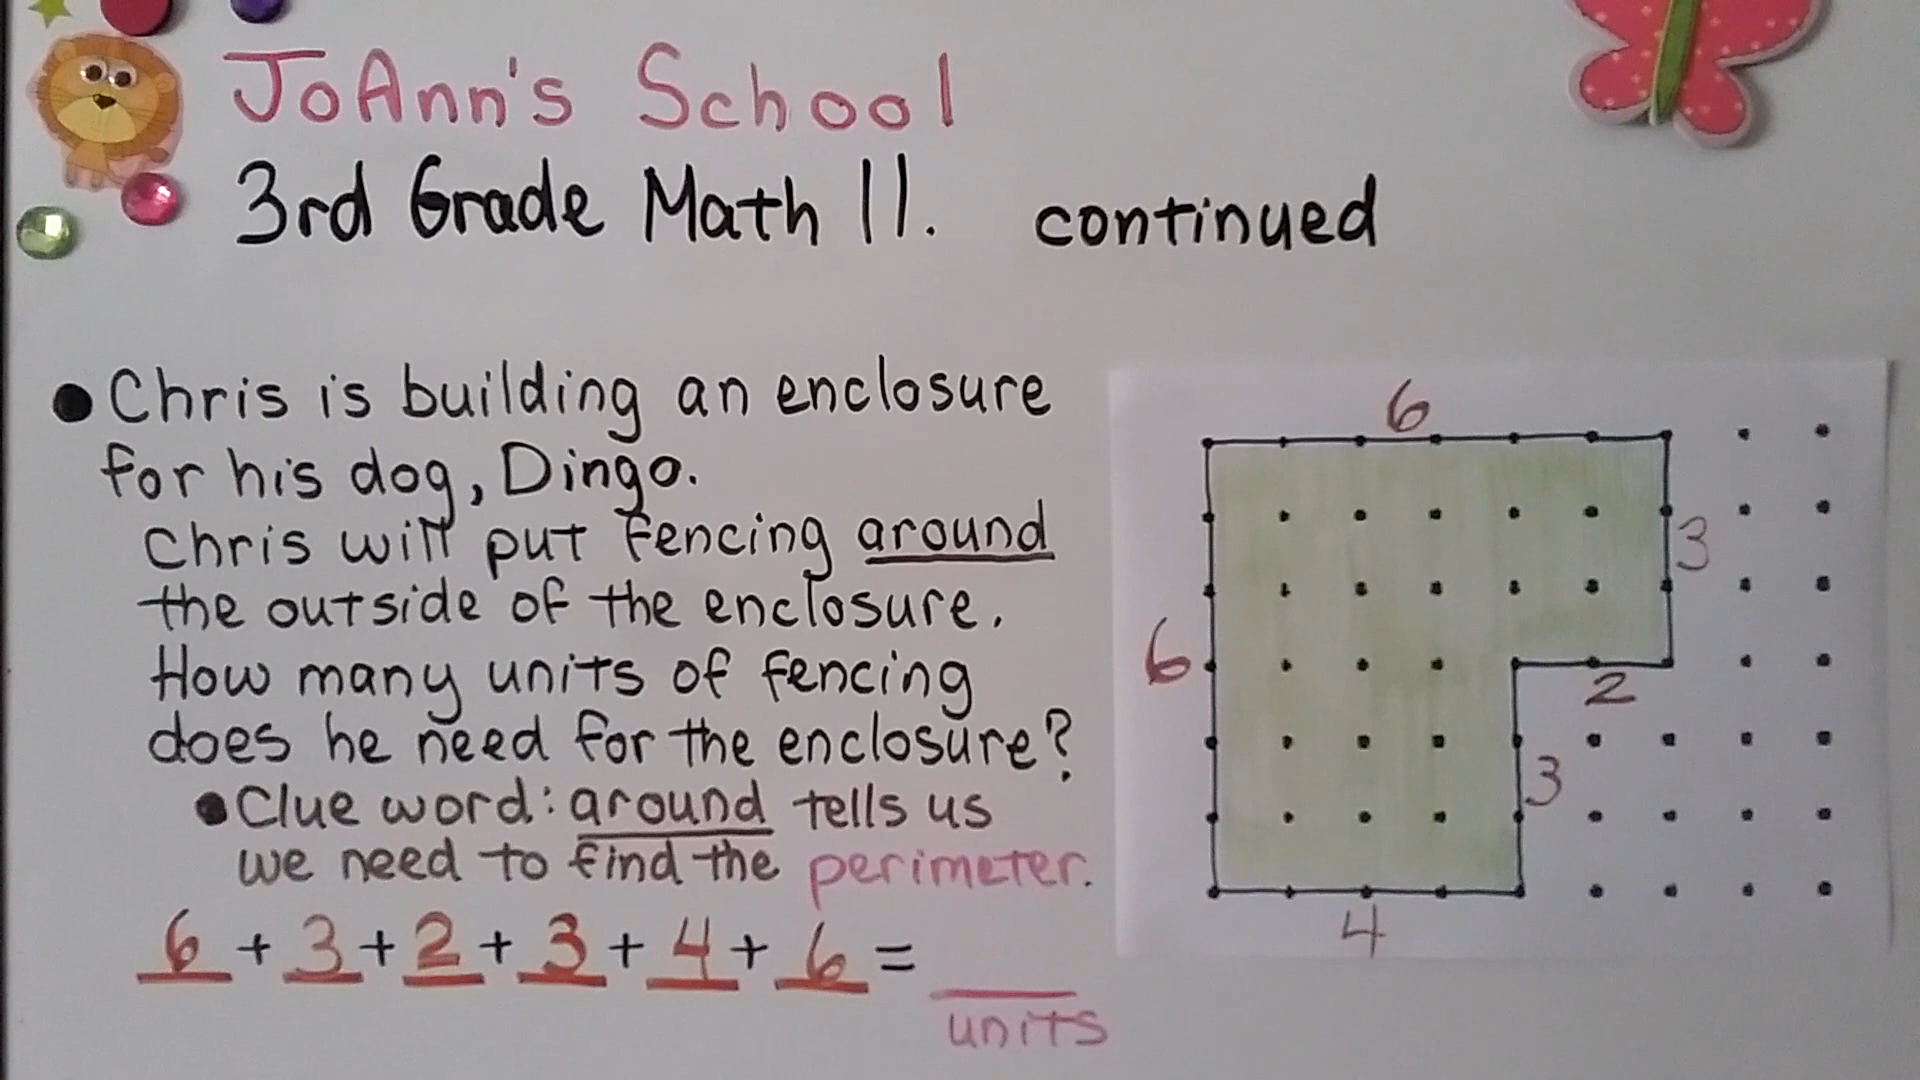 JoAnn's School
3rd Grade Math 11. continued
● Chris is building an enclosure
for his dog, Dingo.
Chris will put fencing around
the outside of the enclosure.
How many units of fencing
does he need for the enclosure?
● Clue word: around tells us
we need to find the perimeter.
6 + 3 + 2 + 3 + 4 + 6 = ___
units
6
3
6
2
3
4